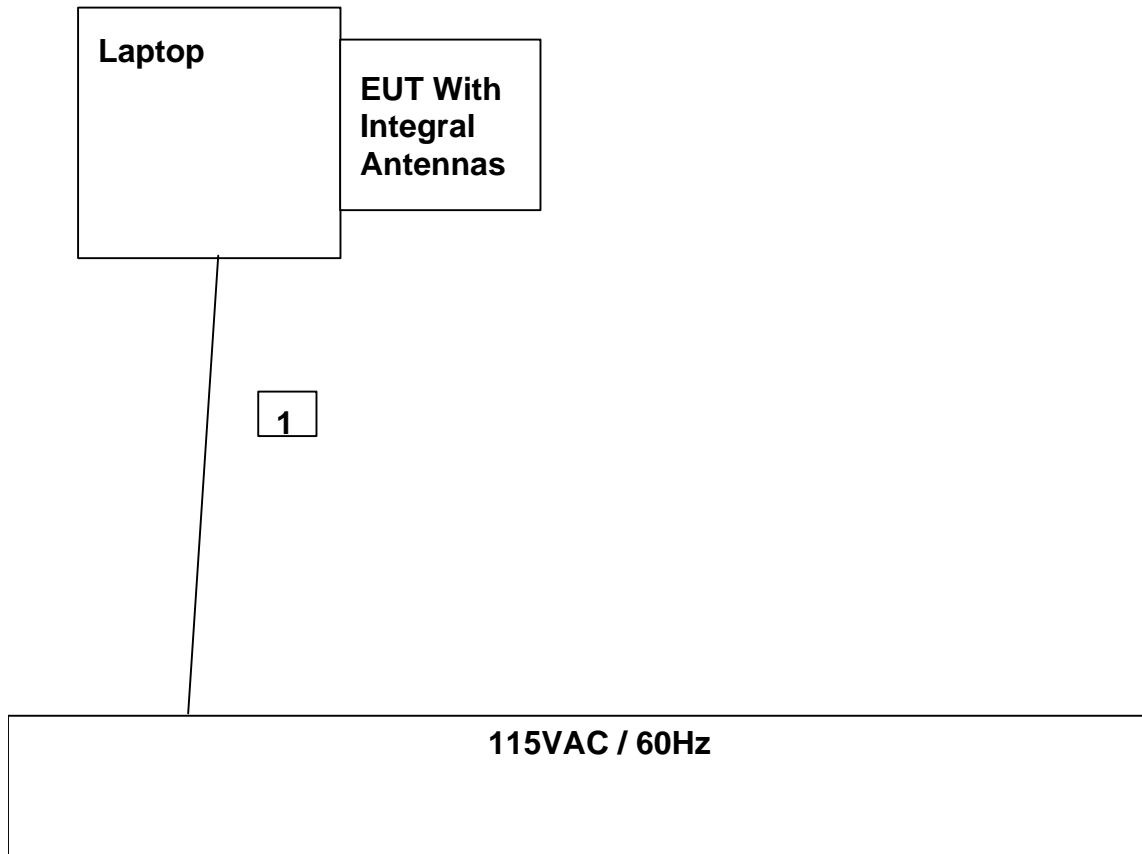 Laptop
EUT With
Integral
Antennas
1
115VAC / 60Hz